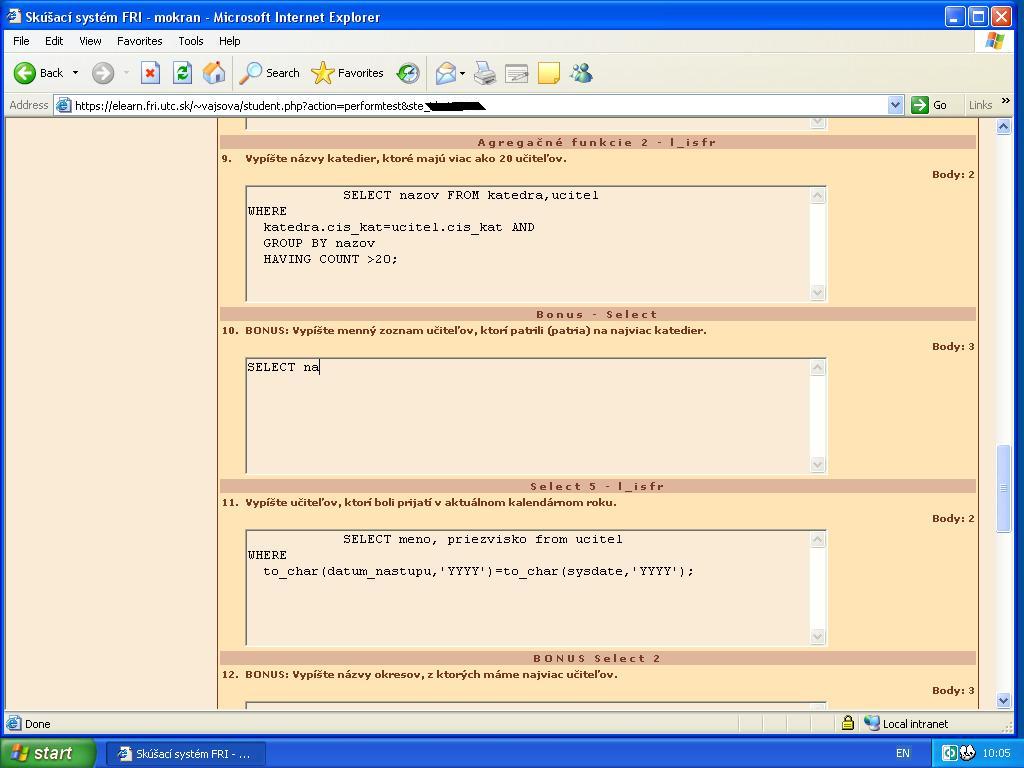 Skúšací systém FRI - mokran - Microsoft Internet Explorer
File Edit View Favorites Tools Help
Back Search Favorites
Address https://elearn.fri.utc.sk/~vajsova/student.php?action=performtest&ste Go Links »
Agregačné funkcie 2 - l_isfr
9. Vypíšte názvy katedier, ktoré majú viac ako 20 učiteľov.
Body: 2
SELECT nazov FROM katedra,ucitel
WHERE
katedra.cis_kat=ucitel.cis_kat AND
GROUP BY nazov
HAVING COUNT >20;
Bonus - Select
10. BONUS: Vypíšte menný zoznam učiteľov, ktorí patrili (patria) na najviac katedier.
Body: 3
SELECT na
Select 5 - l_isfr
11. Vypíšte učiteľov, ktorí boli prijatí v aktuálnom kalendárnom roku.
Body: 2
SELECT meno, priezvisko from ucitel
WHERE
to_char(datum_nastupu,'YYYY')=to_char(sysdate,'YYYY');
BONUS Select 2
12. BONUS: Vypíšte názvy okresov, z ktorých máme najviac učiteľov.
Body: 3
Done Local intranet
start Skúšací systém FRI - ... EN 10:05